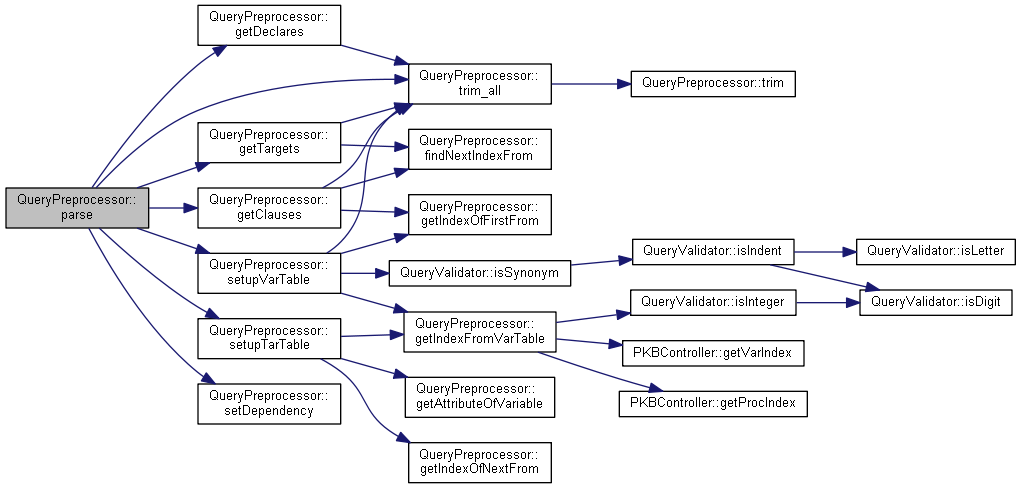 QueryPreprocessor::
parse
QueryPreprocessor::
getDeclares
QueryPreprocessor::
getTargets
QueryPreprocessor::
getClauses
QueryPreprocessor::
setupVarTable
QueryPreprocessor::
setupTarTable
QueryPreprocessor::
setDependency
QueryPreprocessor::
trim_all
QueryPreprocessor::
findNextIndexFrom
QueryPreprocessor::
getIndexOfFirstFrom
QueryValidator::isSynonym
QueryPreprocessor::
getIndexFromVarTable
QueryPreprocessor::
getAttributeOfVariable
QueryPreprocessor::
getIndexOfNextFrom
QueryPreprocessor::trim
QueryValidator::isIndent
QueryValidator::isInteger
PKBController::getVarIndex
PKBController::getProcIndex
QueryValidator::isLetter
QueryValidator::isDigit